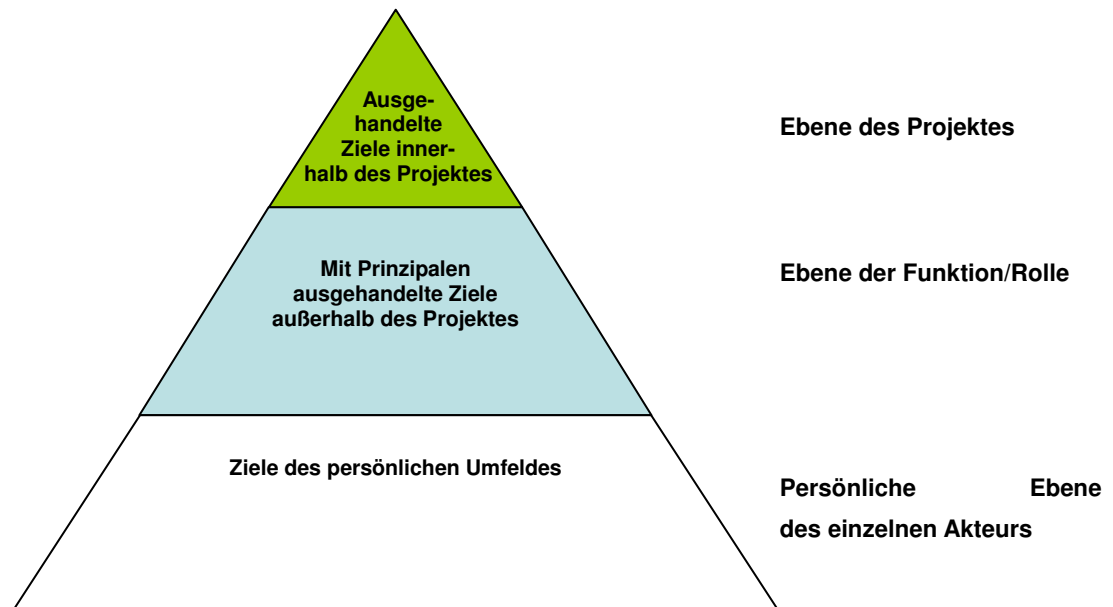 Ausge-
handelte
Ziele inner-
halb des Projektes
Ebene des Projektes
Mit Prinzipalen
ausgehandelte Ziele
außerhalb des Projektes
Ebene der Funktion/Rolle
Ziele des persönlichen Umfeldes
Persönliche Ebene
des einzelnen Akteurs